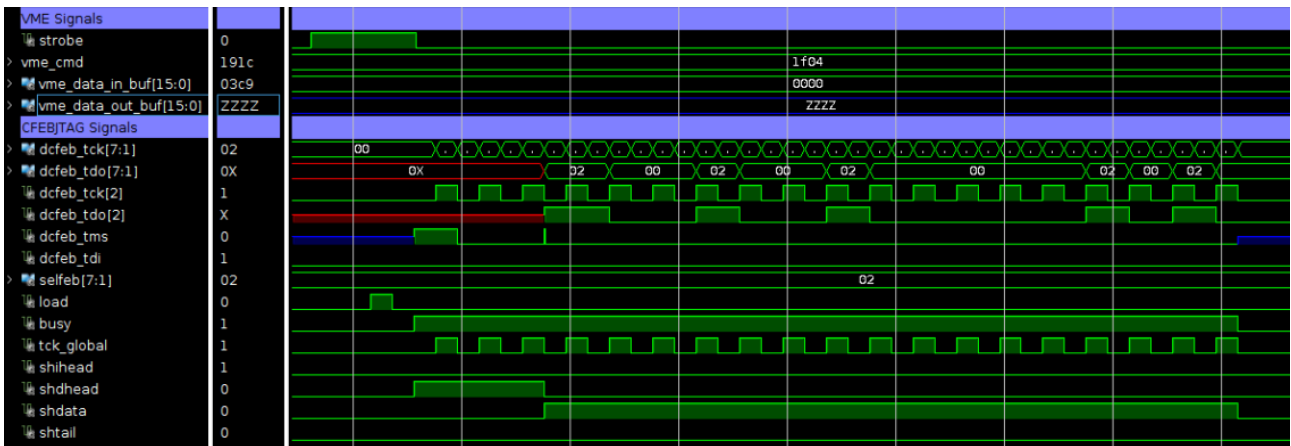 VME Signals
strobe 0
vme_cmd 191c 1f04
vme_data_in_buf[15:0] 03c9 0000
vme_data_out_buf[15:0] ZZZZ ZZZZ
CFEBJTAG Signals
dcfeb_tck[7:1] 02 00
dcfeb_tdo[7:1] 0X 0X 02 00 02 00 02 00 02 00 02
dcfeb_tck[2] 1
dcfeb_tdo[2] X
dcfeb_tms 0
dcfeb_tdi 1
selfeb[7:1] 02 02
load 0
busy 1
tck_global 1
shihead 1
shdhead 0
shdata 0
shtail 0